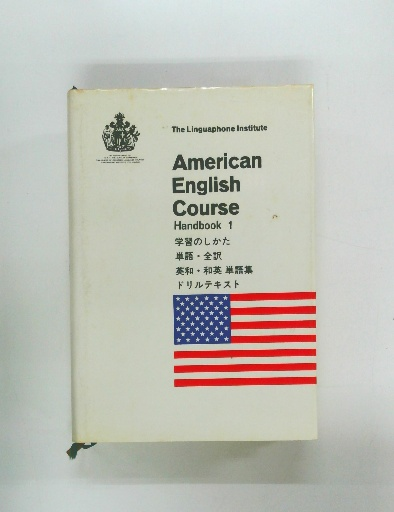 The Linguaphone Institute
American
English
Course
Handbook 1
学習のしかた
単語・全訳
英和・和英 単語集
ドリルテキスト